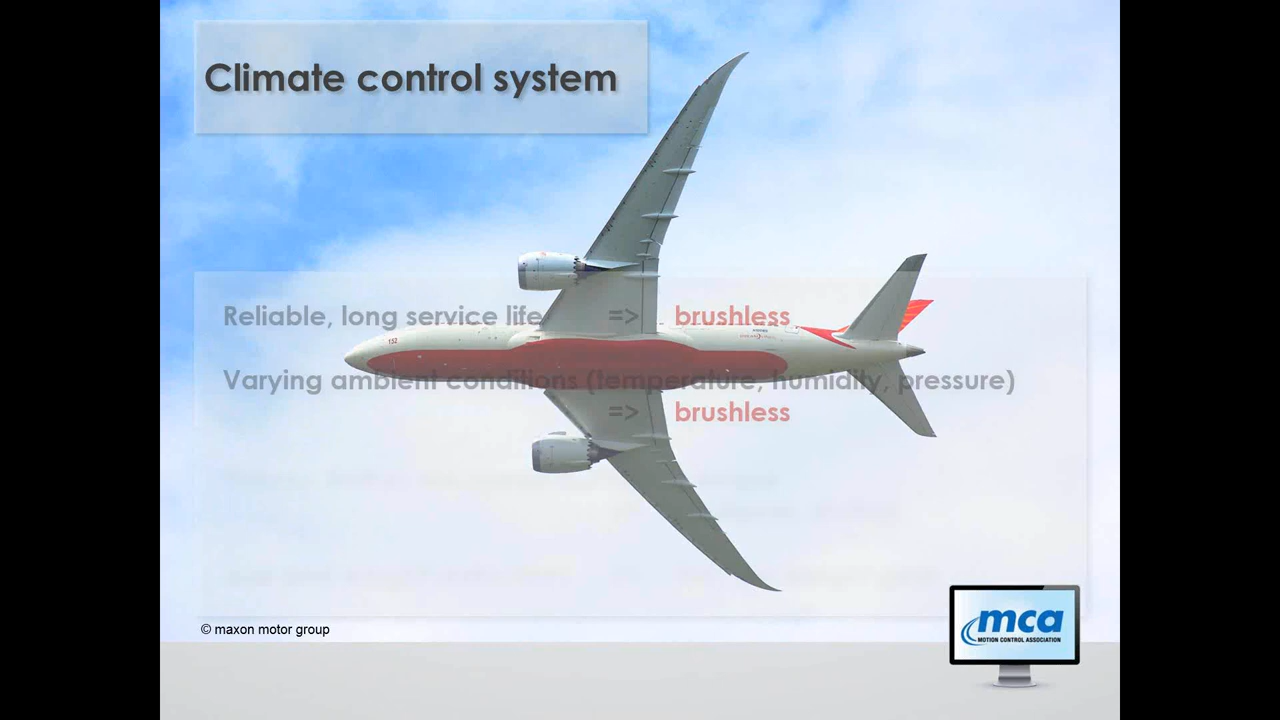 Climate control system
Reliable, long service life => brushless
Varying ambient conditions (temperature, humidity, pressure)
=> brushless
152
© maxon motor group
mca
MOTION CONTROL ASSOCIATION